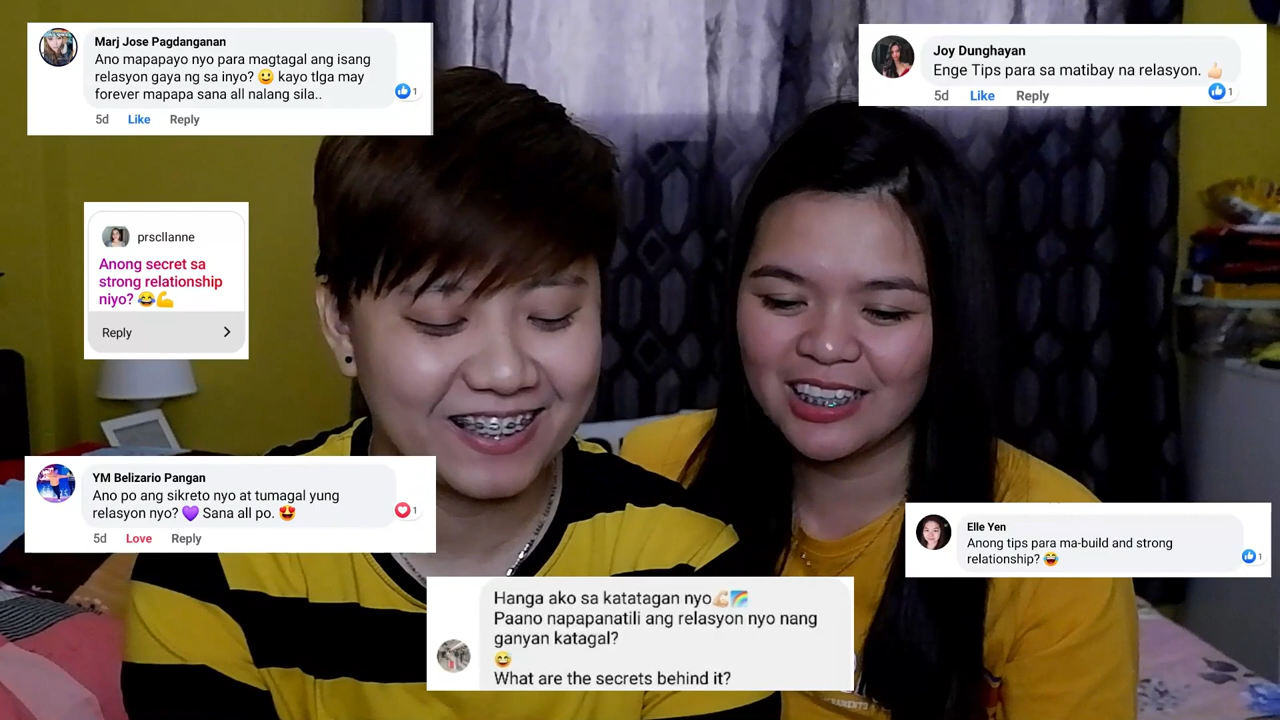 Marj Jose Pagdanganan
Ano mapapayo nyo para magtagal ang isang
relasyon gaya ng sa inyo? 😀 kayo tlga may
forever mapapa sana all nalang sila..
1
5d Like Reply
Joy Dunghayan
Enge Tips para sa matibay na relasyon. 👍🏻
1
5d Like Reply
prscllanne
Anong secret sa
strong relationship
niyo? 😂💪
Reply
YM Belizario Pangan
Ano po ang sikreto nyo at tumagal yung
relasyon nyo? 💜 Sana all po. 😍
1
5d Love Reply
Elle Yen
Anong tips para ma-build and strong
relationship? 😂
1
Hanga ako sa katatagan nyo💪🏻🌈
Paano napapanatili ang relasyon nyo nang
ganyan katagal?
😅
What are the secrets behind it?